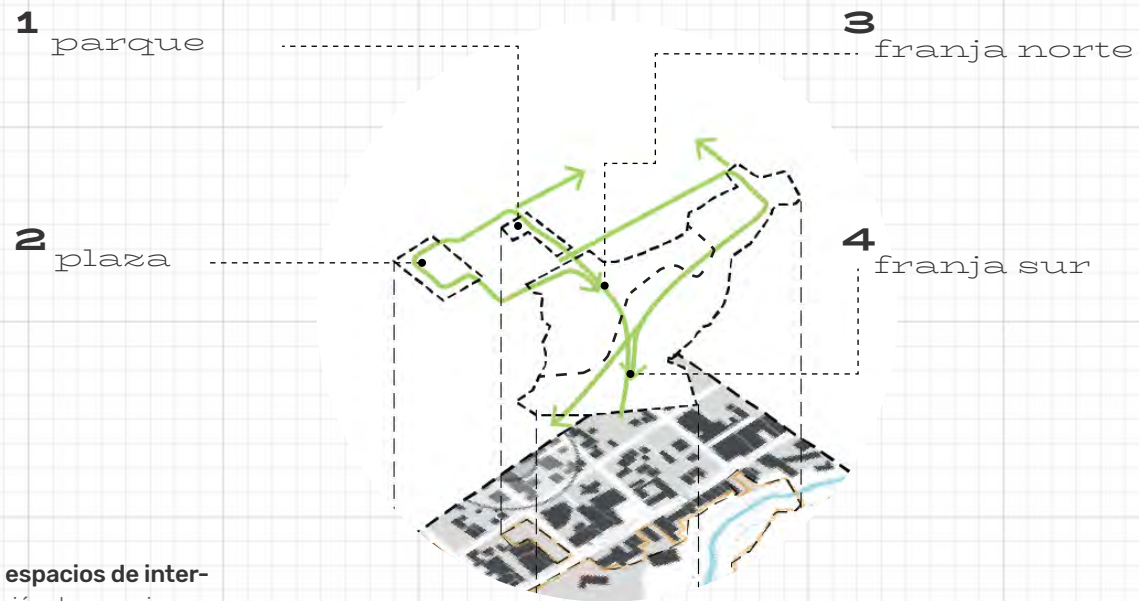 1 parque
2 plaza
3 franja norte
4 franja sur
espacios de inter-